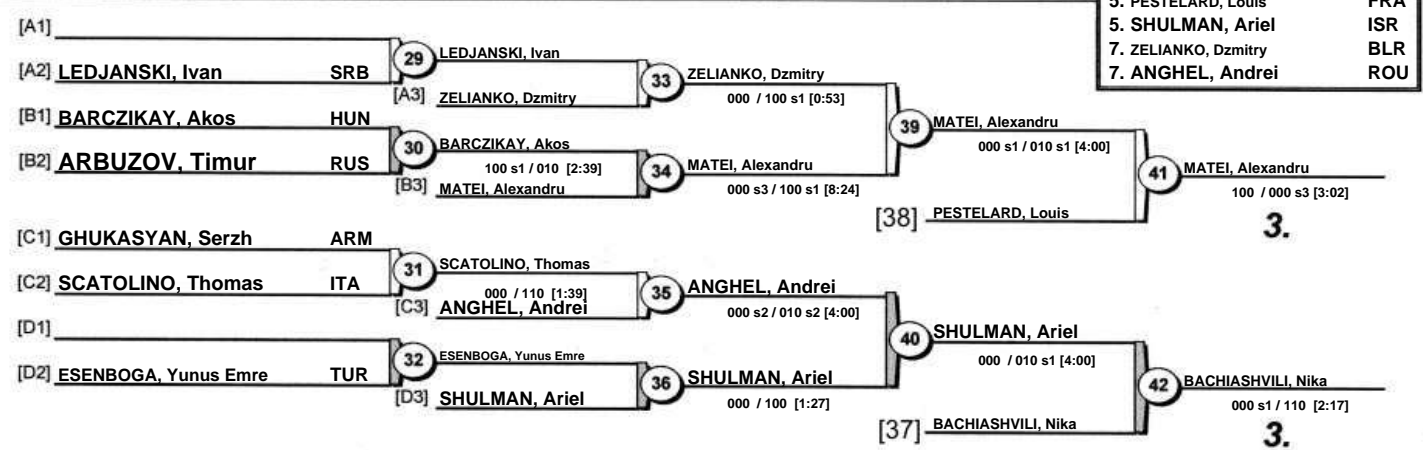 5. PESTELARD, Louis FRA
5. SHULMAN, Ariel ISR
7. ZELIANKO, Dzmitry BLR
7. ANGHEL, Andrei ROU
[A1]
[A2] LEDJANSKI, Ivan SRB
29
LEDJANSKI, Ivan
[A3] ZELIANKO, Dzmitry
33
ZELIANKO, Dzmitry
000 / 100 s1 [0:53]
[B1] BARCZIKAY, Akos HUN
[B2] ARBUZOV, Timur RUS
30
BARCZIKAY, Akos
100 s1 / 010 [2:39]
[B3] MATEI, Alexandru
34
MATEI, Alexandru
000 s3 / 100 s1 [8:24]
39
MATEI, Alexandru
000 s1 / 010 s1 [4:00]
[38] PESTELARD, Louis
41
MATEI, Alexandru
100 / 000 s3 [3:02]
3.
[C1] GHUKASYAN, Serzh ARM
[C2] SCATOLINO, Thomas ITA
31
SCATOLINO, Thomas
000 / 110 [1:39]
[C3] ANGHEL, Andrei
35
ANGHEL, Andrei
000 s2 / 010 s2 [4:00]
[D1]
[D2] ESENBOGA, Yunus Emre TUR
32
ESENBOGA, Yunus Emre
[D3] SHULMAN, Ariel
36
SHULMAN, Ariel
000 / 100 [1:27]
40
SHULMAN, Ariel
000 / 010 s1 [4:00]
[37] BACHIASHVILI, Nika
42
BACHIASHVILI, Nika
000 s1 / 110 [2:17]
3.